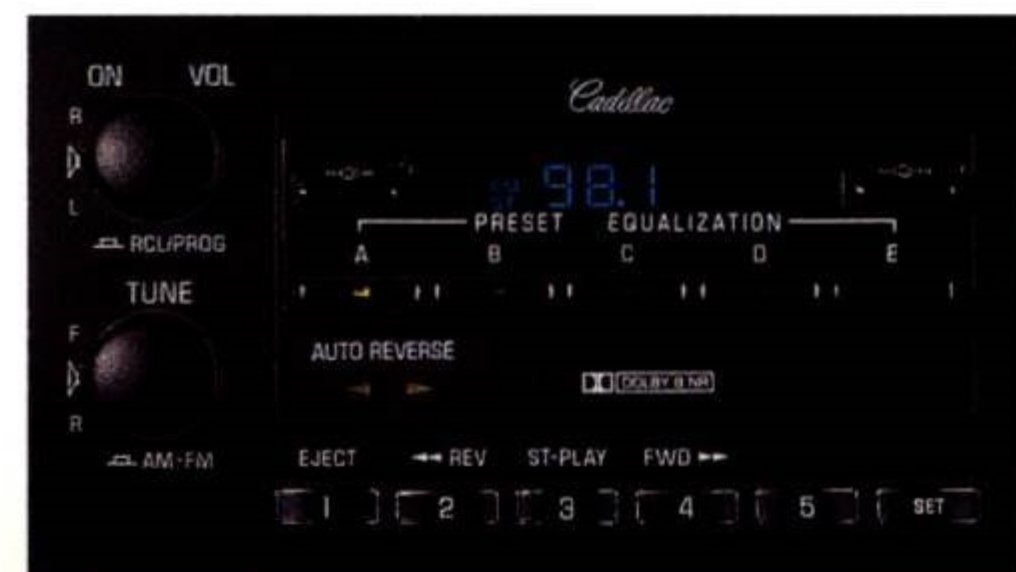 ON VOL
Cadillac
R
L
98.1
PRESET EQUALIZATION
RCL/PROG
A B C D E
TUNE
F
R
AUTO REVERSE
DOLBY B NR
AM-FM
EJECT REV ST-PLAY FWD
1 2 3 4 5 SET